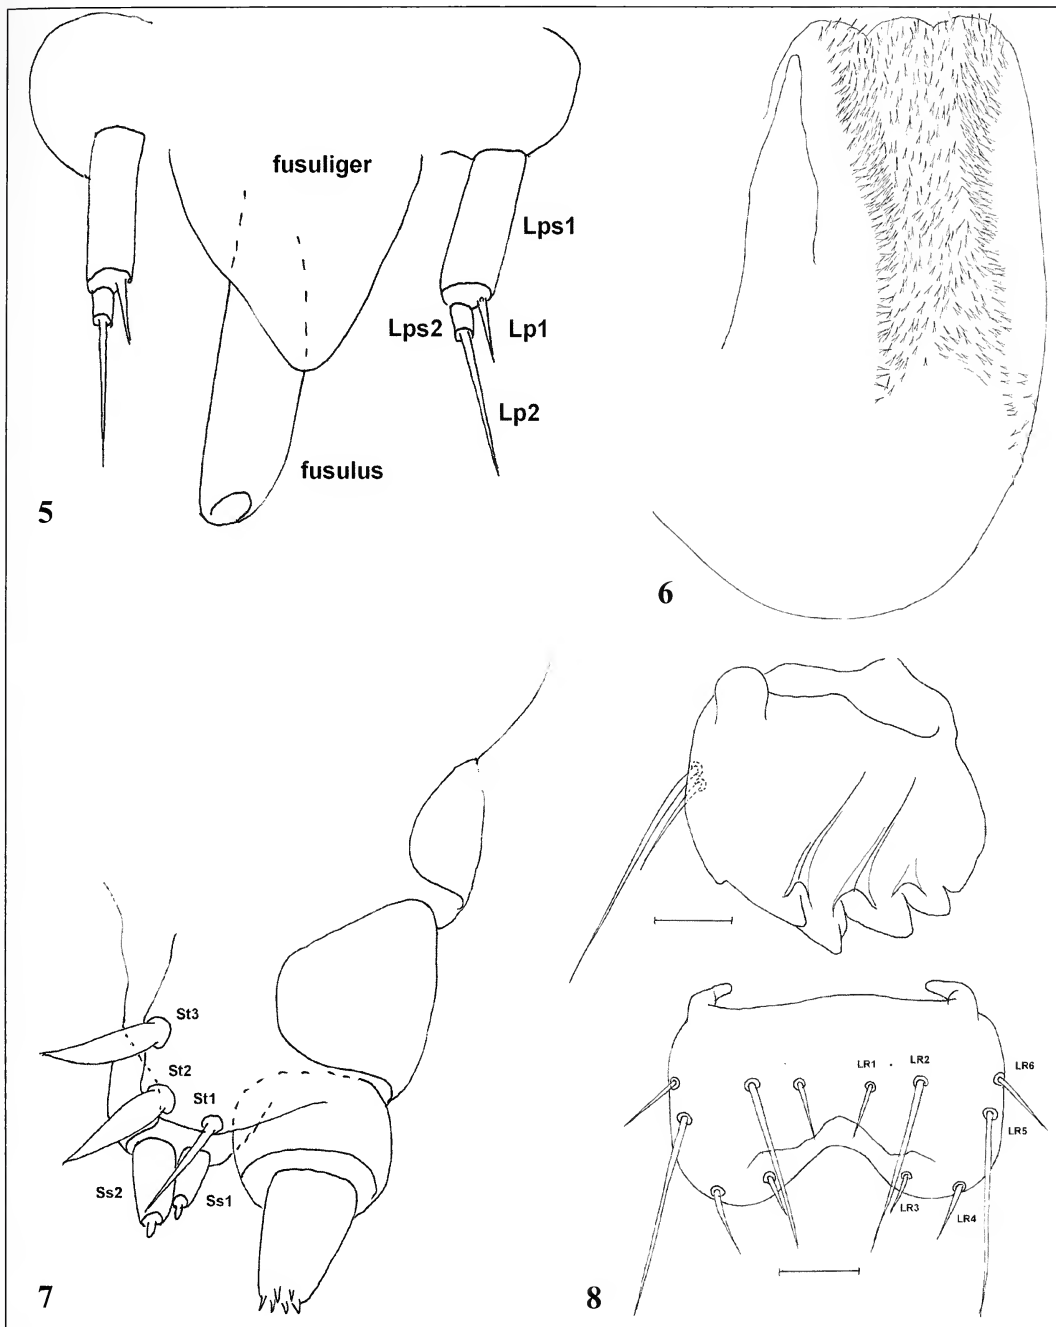 fusuliger
Lps1
Lps2
Lp1
Lp2
fusulus
5
6
St3
St2
St1
Ss2
Ss1
7
LR1
LR2
LR6
LR5
LR3
LR4
8